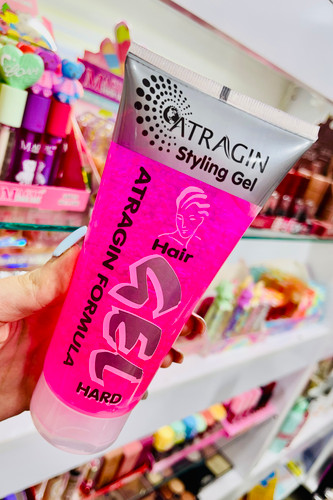 ATRAGIN
Styling Gel
Hair
GEL
HARD
ATRAGIN FORMULA